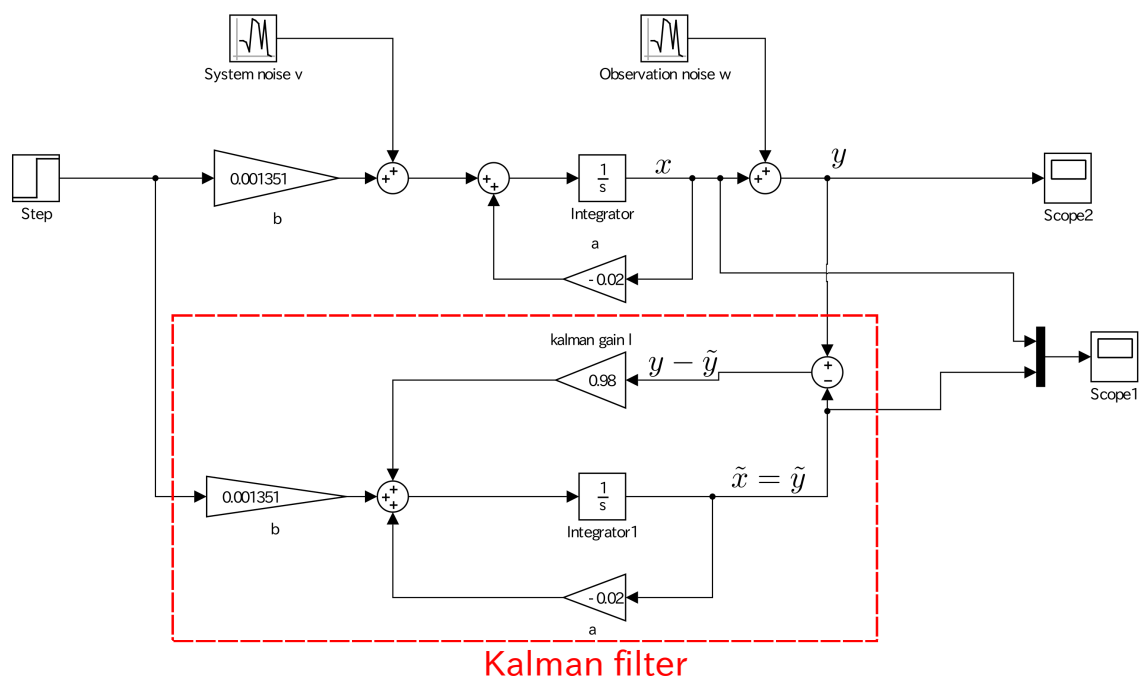 System noise v
Observation noise w
Step
0.001351
b
+
+
+
+
1
s
Integrator
x
+
+
y
Scope2
a
-0.02
kalman gain l
0.98
y − ỹ
+
−
Scope1
0.001351
b
+
+
+
1
s
Integrator1
x̃ = ỹ
-0.02
a
Kalman filter